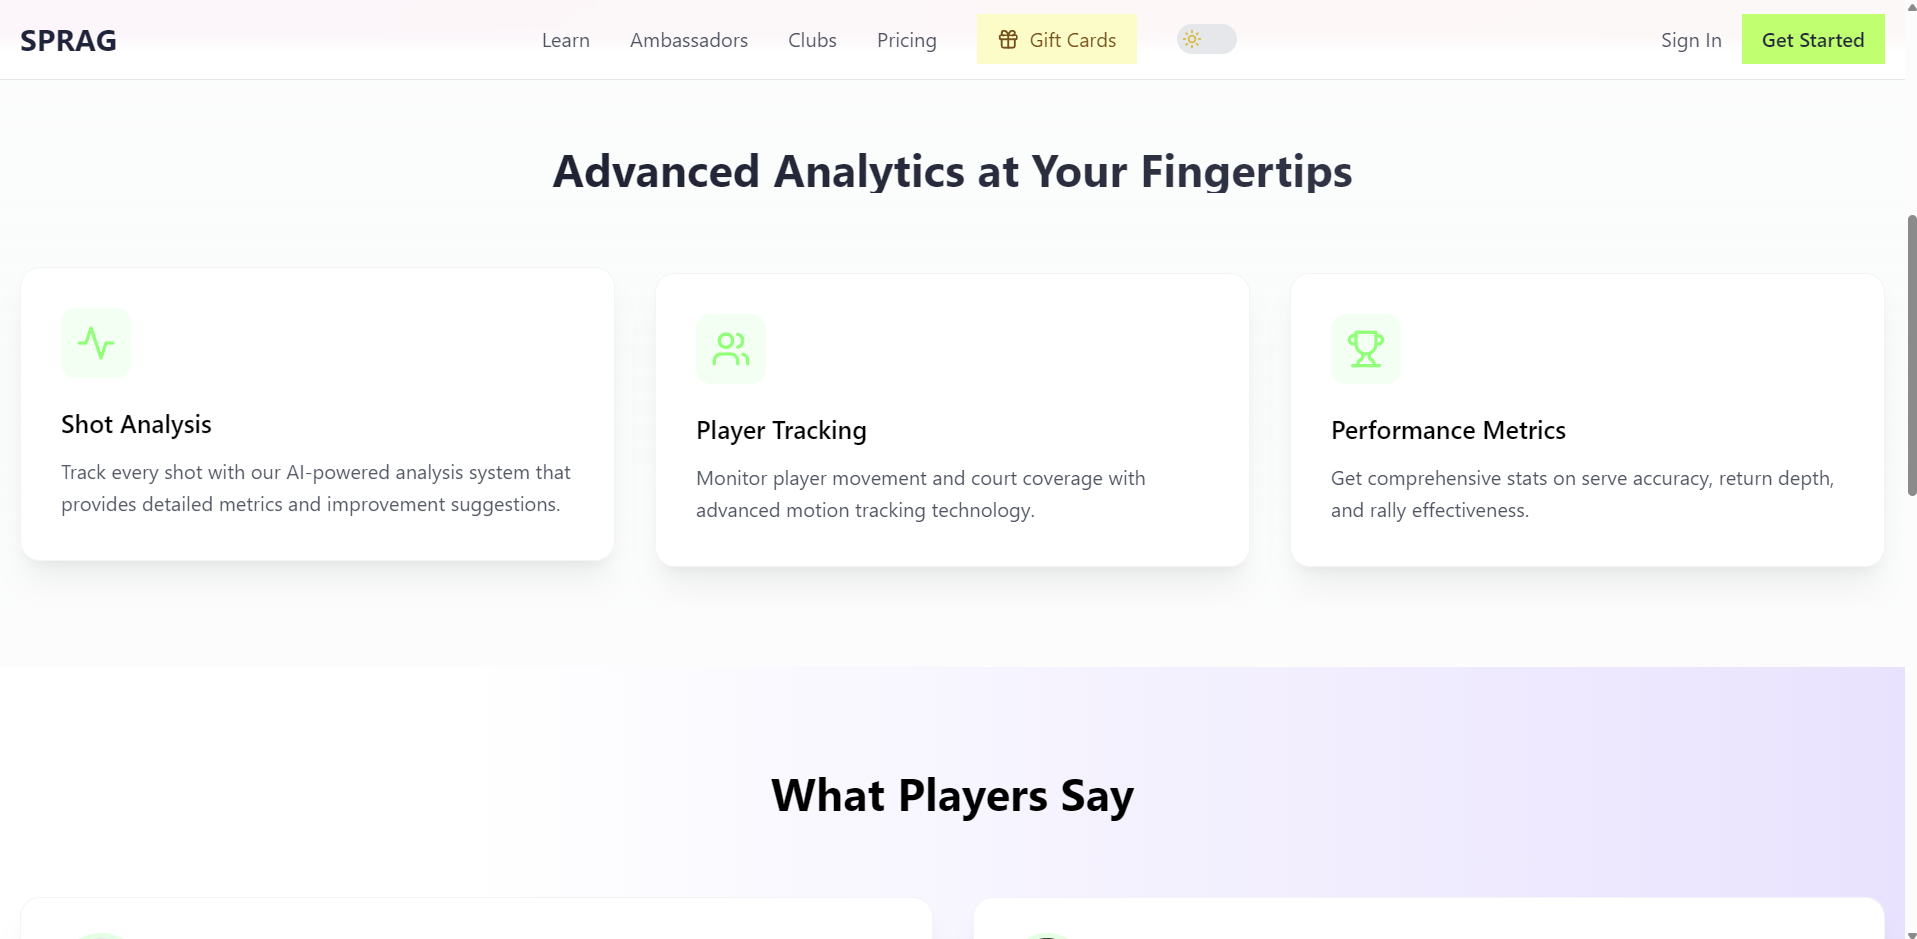 SPRAG
Learn
Ambassadors
Clubs
Pricing
Gift Cards
Sign In
Get Started
Advanced Analytics at Your Fingertips
Shot Analysis
Track every shot with our AI-powered analysis system that
provides detailed metrics and improvement suggestions.
Player Tracking
Monitor player movement and court coverage with
advanced motion tracking technology.
Performance Metrics
Get comprehensive stats on serve accuracy, return depth,
and rally effectiveness.
What Players Say